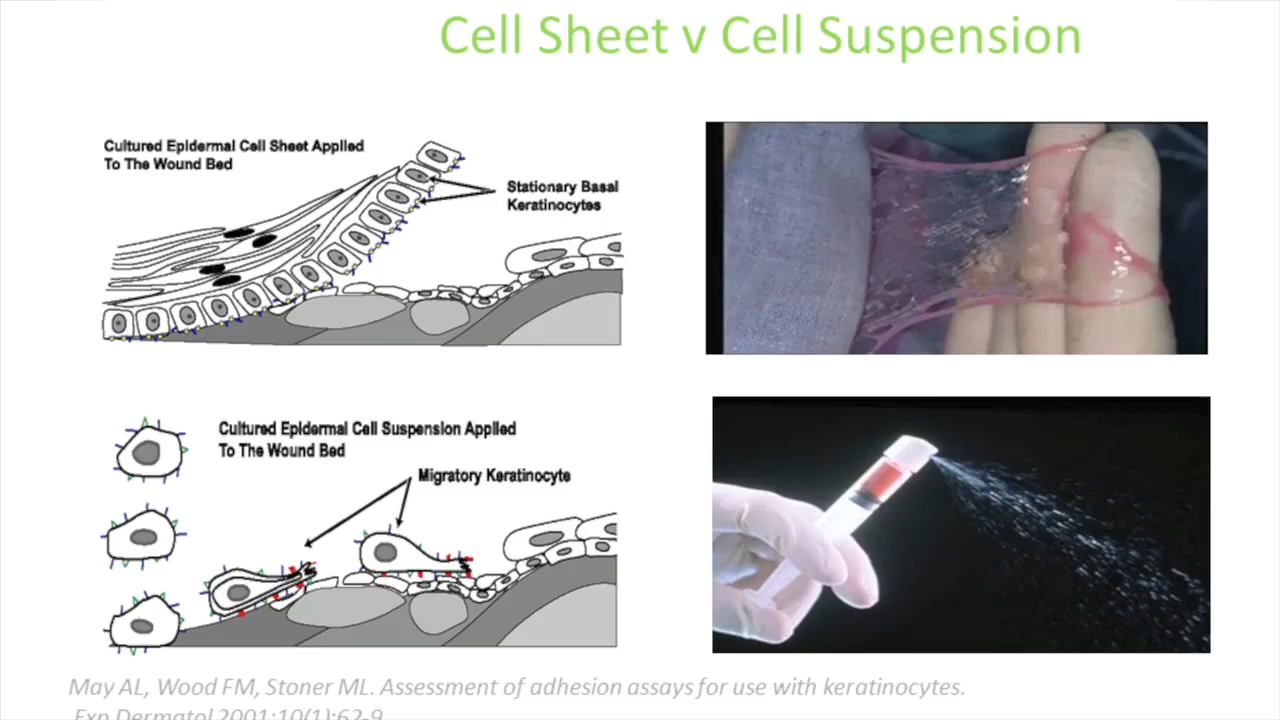 Cell Sheet v Cell Suspension
Cultured Epidermal Cell Sheet Applied
To The Wound Bed
Stationary Basal
Keratinocytes
Cultured Epidermal Cell Suspension Applied
To The Wound Bed
Migratory Keratinocyte
May AL, Wood FM, Stoner ML. Assessment of adhesion assays for use with keratinocytes.
Exp Dermatol 2001;10(1):62-9